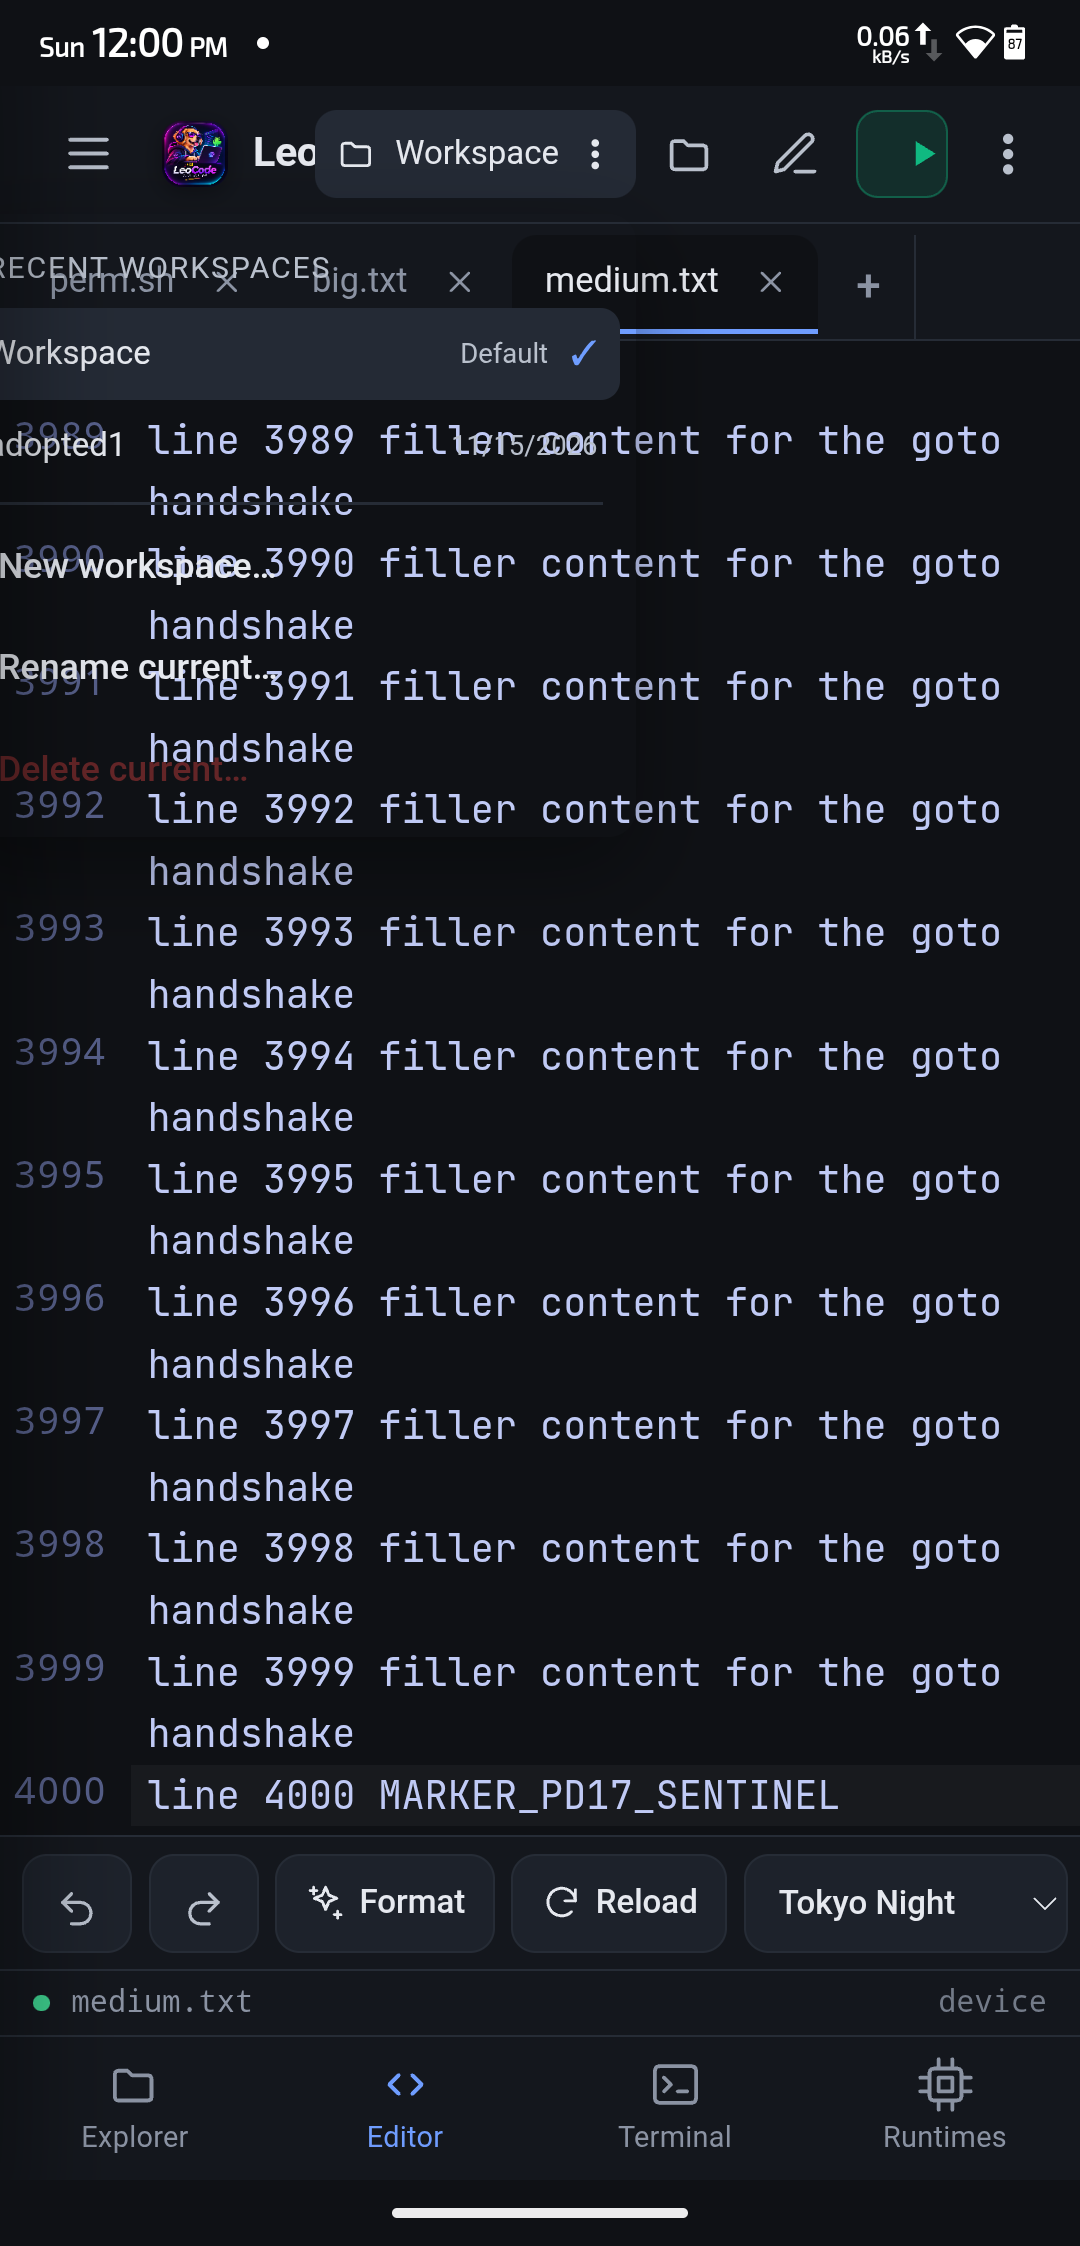 Sun 12:00 PM
0.06
kB/s
87
LeoCode
Leo
Workspace
RECENT WORKSPACES
perm.sh
big.txt
medium.txt
+
Workspace
Default
adopted1
11/15/2026
3989 line 3989 filler content for the goto
handshake
New workspace...
3990 line 3990 filler content for the goto
handshake
Rename current...
3991 line 3991 filler content for the goto
handshake
Delete current...
3992 line 3992 filler content for the goto
handshake
3993 line 3993 filler content for the goto
handshake
3994 line 3994 filler content for the goto
handshake
3995 line 3995 filler content for the goto
handshake
3996 line 3996 filler content for the goto
handshake
3997 line 3997 filler content for the goto
handshake
3998 line 3998 filler content for the goto
handshake
3999 line 3999 filler content for the goto
handshake
4000 line 4000 MARKER_PD17_SENTINEL
Format
Reload
Tokyo Night
medium.txt
device
Explorer
Editor
Terminal
Runtimes